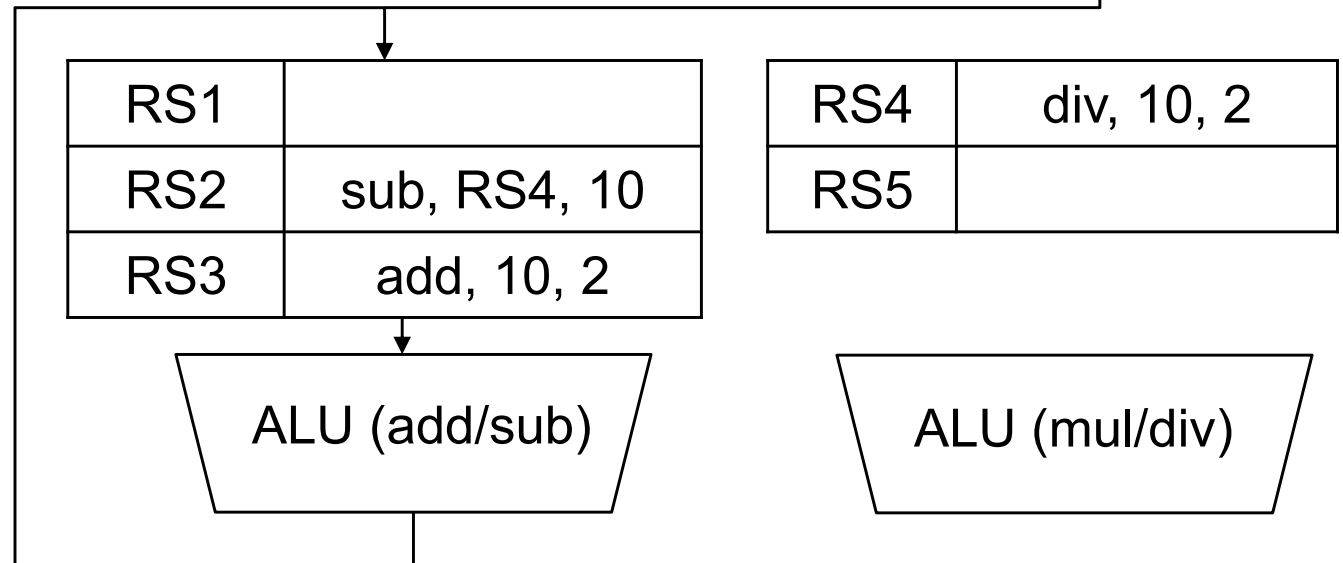 RS1
RS2 sub, RS4, 10
RS3 add, 10, 2
ALU (add/sub)
RS4 div, 10, 2
RS5
ALU (mul/div)